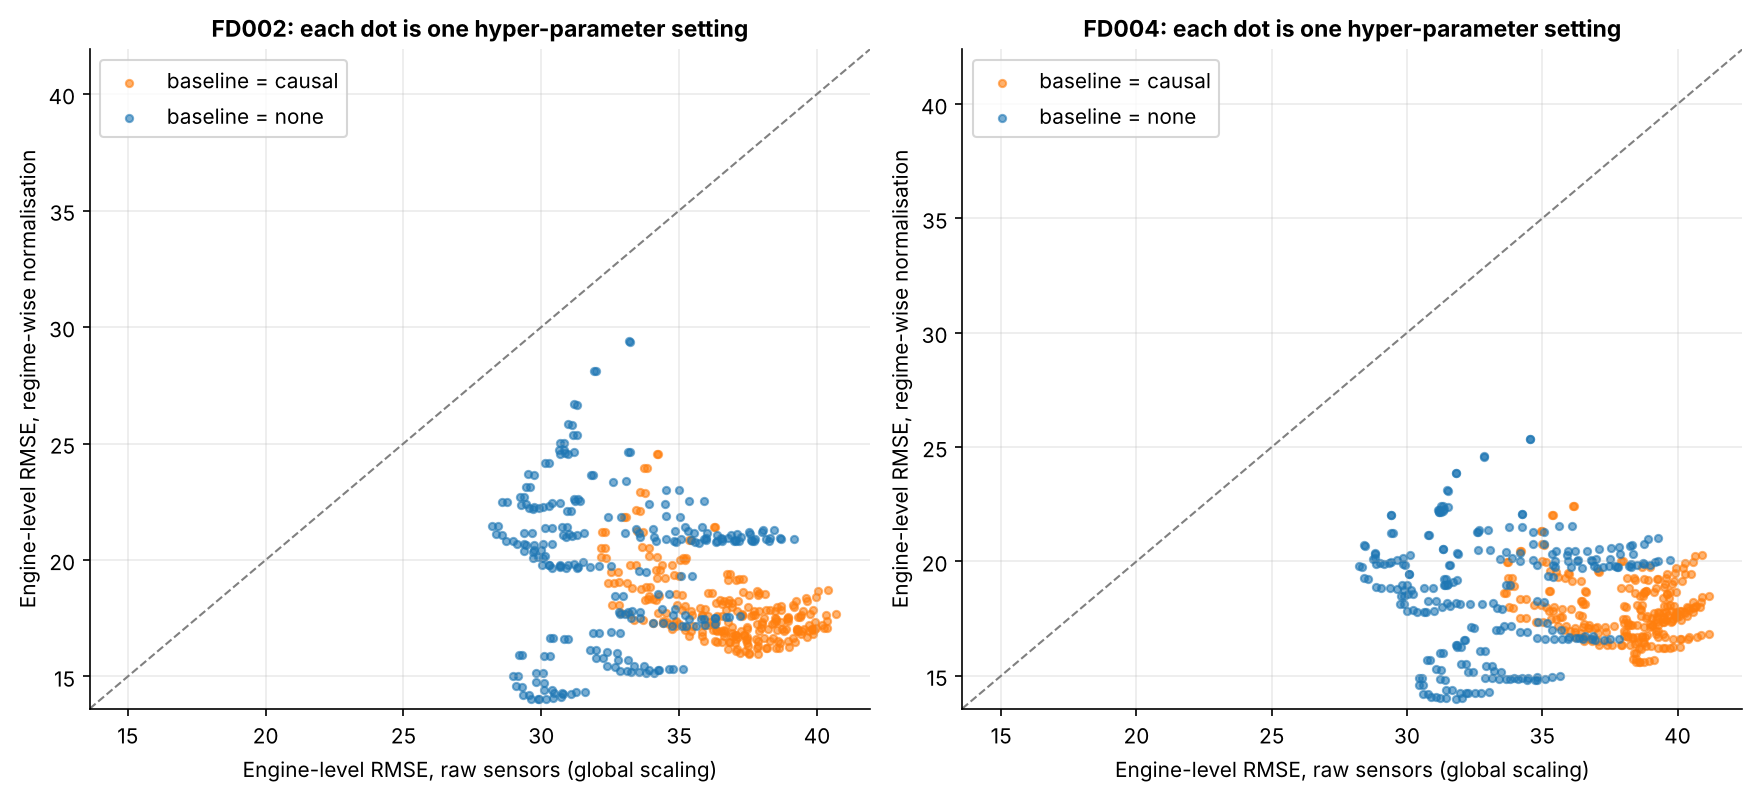 FD002: each dot is one hyper-parameter setting
baseline = causal
baseline = none
Engine-level RMSE, regime-wise normalisation
40
35
30
25
20
15
15 20 25 30 35 40
Engine-level RMSE, raw sensors (global scaling)
FD004: each dot is one hyper-parameter setting
baseline = causal
baseline = none
Engine-level RMSE, regime-wise normalisation
40
35
30
25
20
15
15 20 25 30 35 40
Engine-level RMSE, raw sensors (global scaling)